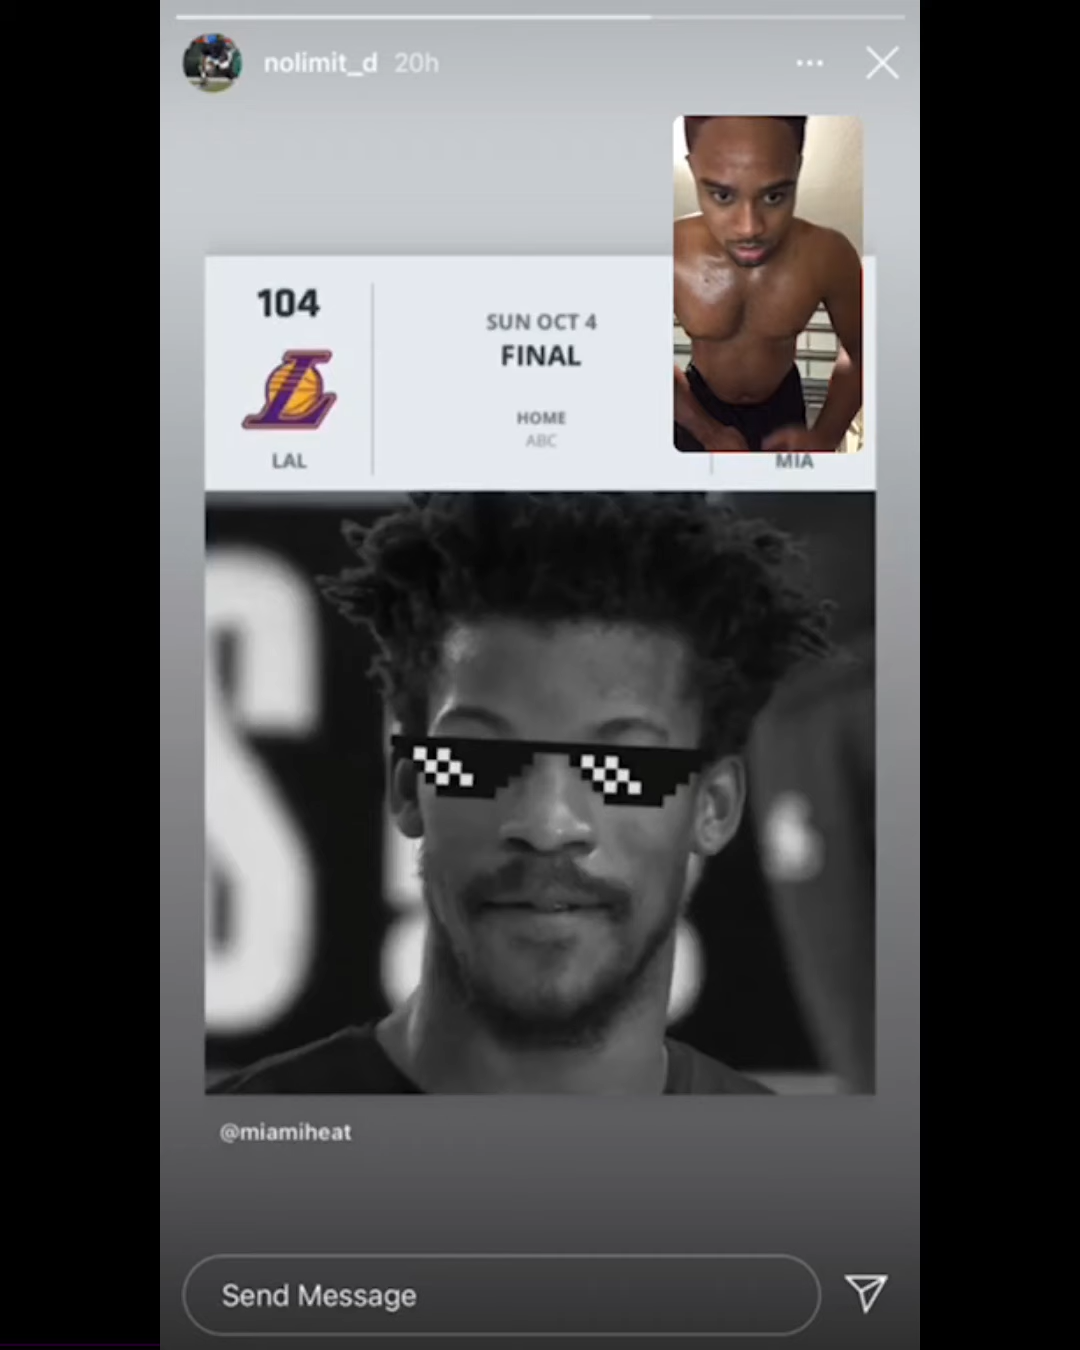 nolimit_d 20h
104
SUN OCT 4
FINAL
HOME
ABC
LAL
MIA
@miamiheat
Send Message